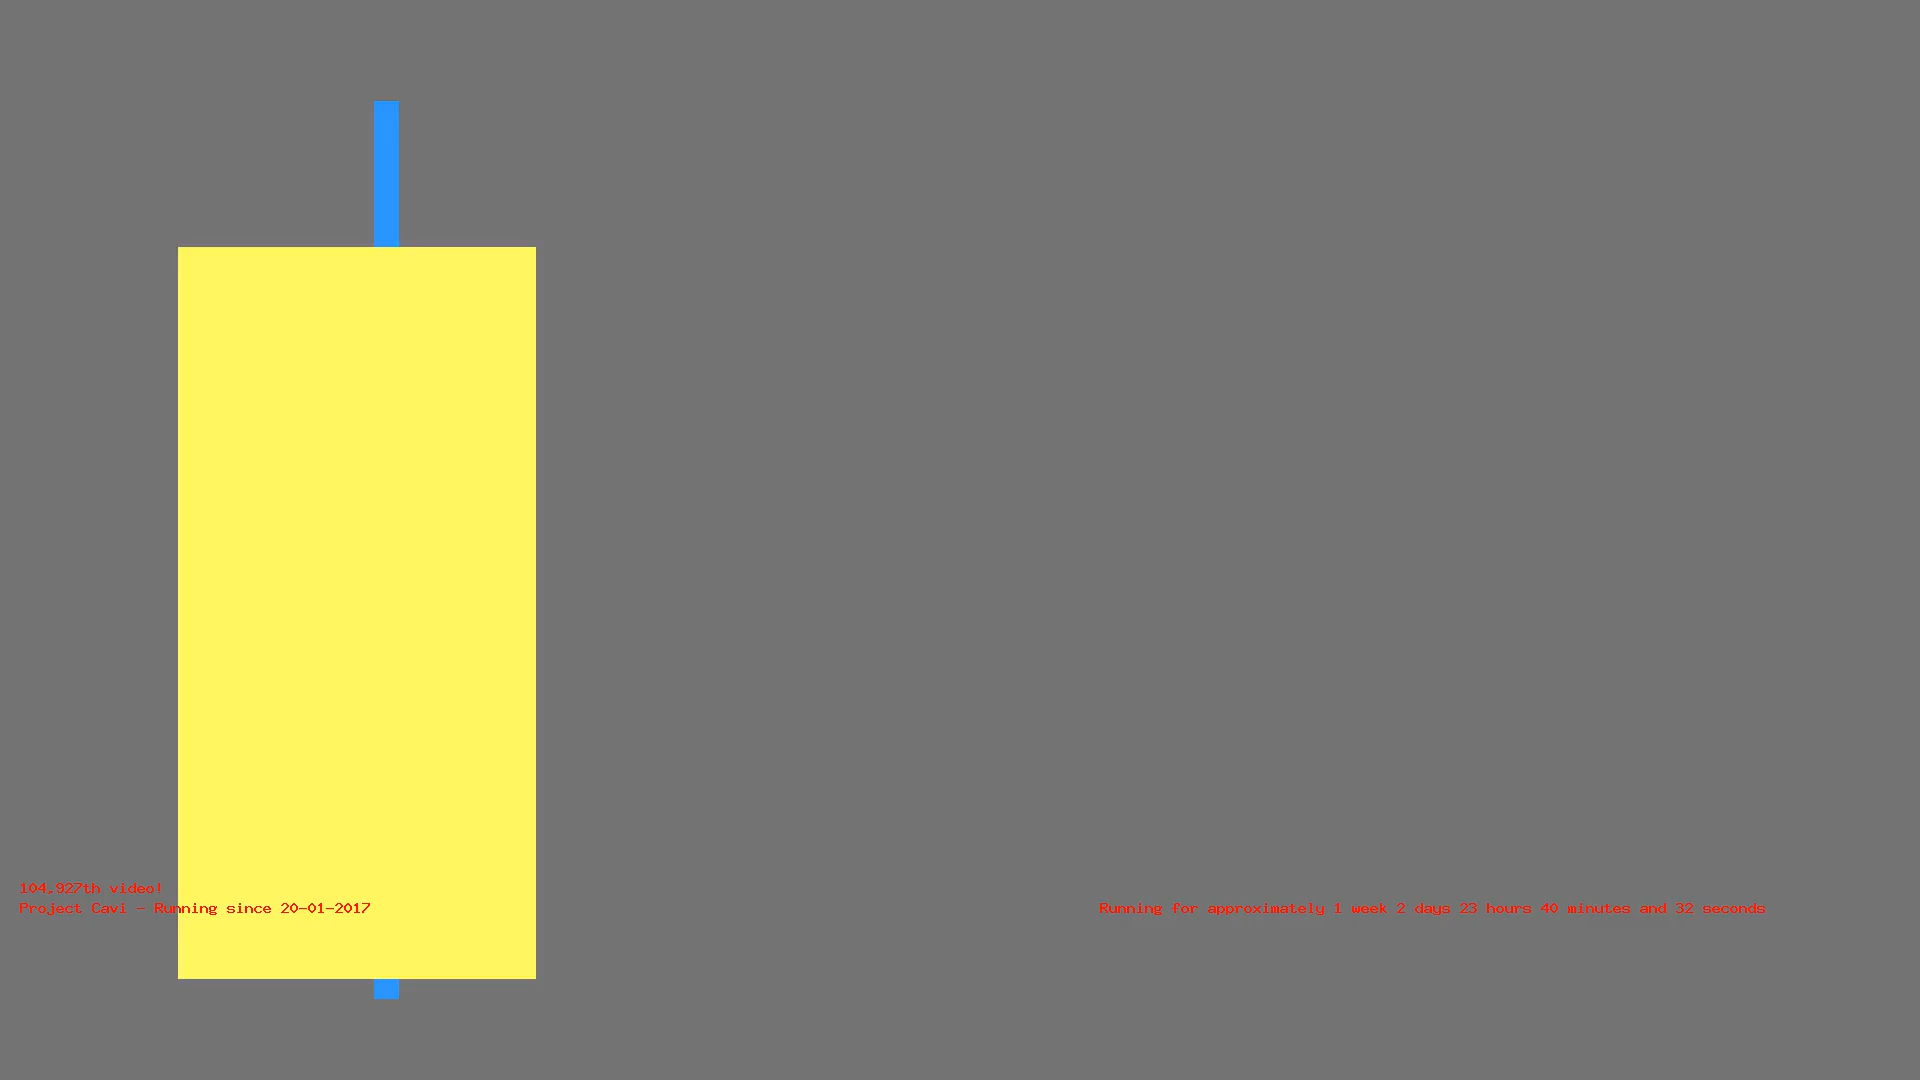 104,927th video!
Project Cavi - Running since 20-01-2017
Running for approximately 1 week 2 days 23 hours 40 minutes and 32 seconds